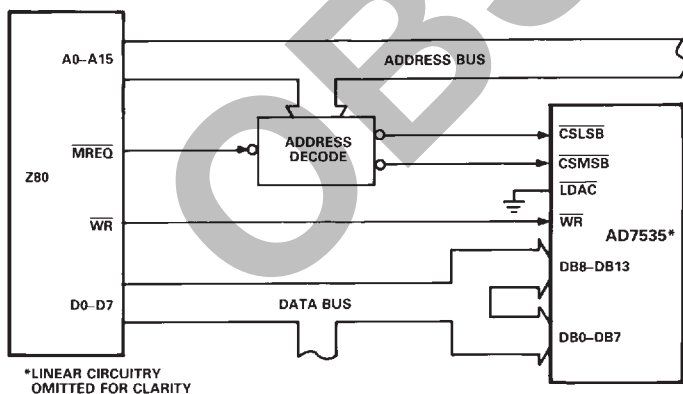 A0–A15
ADDRESS BUS
ADDRESS
DECODE
CSLSB
CSMSB
MREQ
LDAC
Z80
WR
WR
AD7535*
DB8–DB13
D0–D7
DATA BUS
DB0–DB7
*LINEAR CIRCUITRY
OMITTED FOR CLARITY
OBS